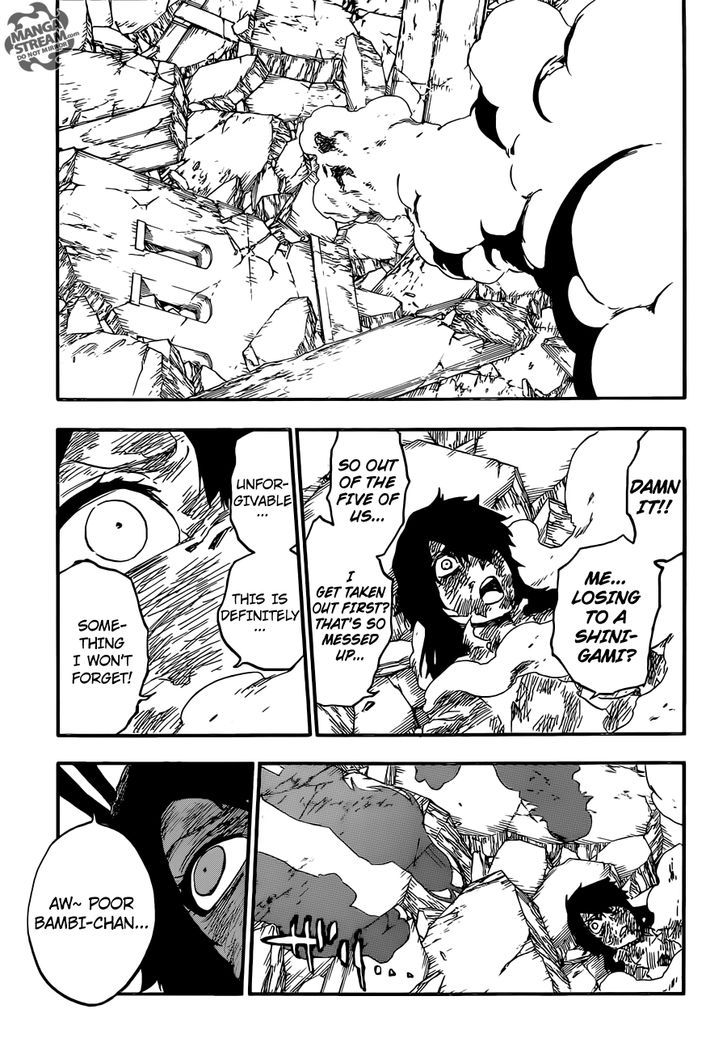 MANGA
STREAM.com
DO NOT MIRROR
DAMN
IT!!
ME...
LOSING
TO A
SHINI-
GAMI?
SO OUT
OF THE
FIVE OF
US...
I
GET TAKEN
OUT FIRST?
THAT'S SO
MESSED
UP...
UNFOR-
GIVABLE
...
THIS IS
DEFINITELY
...
SOME-
THING
I WON'T
FORGET!
AW~ POOR
BAMBI-CHAN...